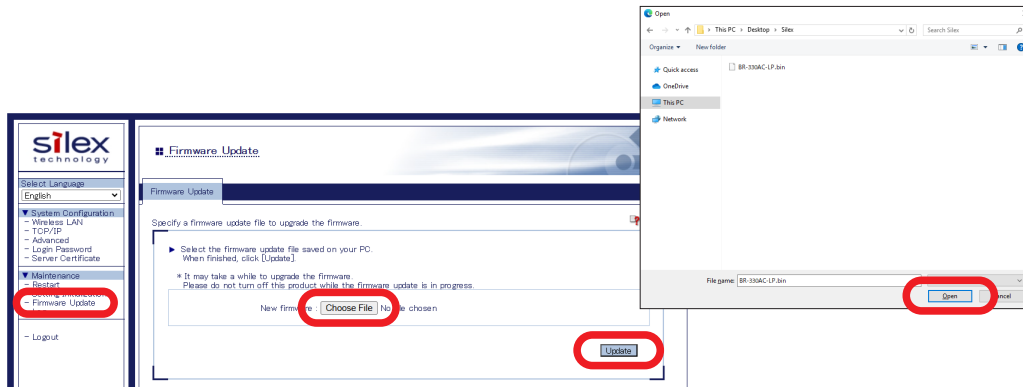 Open
This PC > Desktop > Silex
Search Silex
Organize
New folder
Quick access
OneDrive
This PC
Network
BR-330AC-LP.bin
File name:
BR-330AC-LP.bin
Open
silex
technology
Select Language
English
▼ System Configuration
- Wireless LAN
- TCP/IP
- Advanced
- Login Password
- Server Certificate
▼ Maintenance
- Restart
- Firmware Update
- Logout
Firmware Update
Firmware Update
Specify a firmware update file to upgrade the firmware.
▶ Select the firmware update file saved on your PC.
When finished, click [Update].
* It may take a while to upgrade the firmware.
Please do not turn off this product while the firmware update is in progress.
New firmware : Choose File
chosen
Update